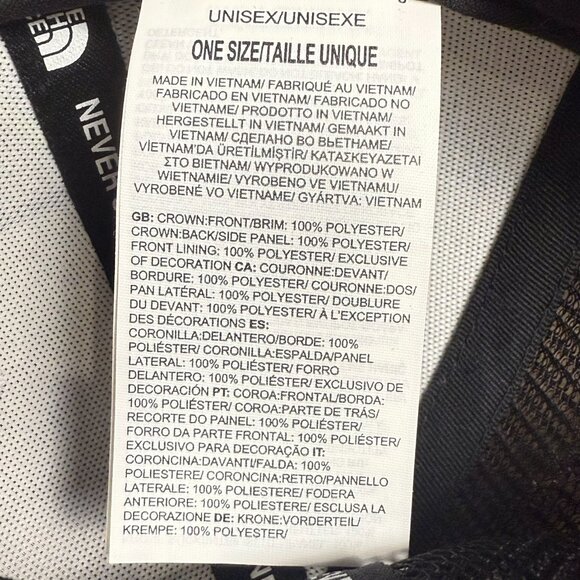 UNISEX/UNISEXE
ONE SIZE/TAILLE UNIQUE
MADE IN VIETNAM/ FABRIQUÉ AU VIETNAM/
FABRICADO EN VIETNAM/ FABRICADO NO
VIETNAME/ PRODOTTO IN VIETNAM/
HERGESTELLT IN VIETNAM/ GEMAAKT IN
VIETNAM/ СДЕЛАНО ВО ВЬЕТНАМЕ/
VİETNAM'DA ÜRETİLMİŞTİR/ ΚΑΤΑΣΚΕΥΑΖΕΤΑΙ
ΣΤΟ ΒΙΕΤΝΑΜ/ WYPRODUKOWANO W
WIETNAMIE/ VYROBENO VE VIETNAMU/
VYROBENÉ VO VIETNAME/ GYÁRTVA: VIETNAM
GB: CROWN:FRONT/BRIM: 100% POLYESTER/
CROWN:BACK/SIDE PANEL: 100% POLYESTER/
FRONT LINING: 100% POLYESTER/ EXCLUSIVE
OF DECORATION CA: COURONNE:DEVANT/
BORDURE: 100% POLYESTER/ COURONNE:DOS/
PAN LATÉRAL: 100% POLYESTER/ DOUBLURE
DU DEVANT: 100% POLYESTER/ À L'EXCEPTION
DES DÉCORATIONS ES:
CORONILLA:DELANTERO/BORDE: 100%
POLIÉSTER/ CORONILLA:ESPALDA/PANEL
LATERAL: 100% POLIÉSTER/ FORRO
DELANTERO: 100% POLIÉSTER/ EXCLUSIVO DE
DECORACIÓN PT: COROA:FRONTAL/BORDA:
100% POLIÉSTER/ COROA:PARTE DE TRÁS/
RECORTE DO PAINEL: 100% POLIÉSTER/
FORRO DA PARTE FRONTAL: 100% POLIÉSTER/
EXCLUSIVO PARA DECORAÇÃO IT:
CORONCINA:DAVANTI/FALDA: 100%
POLIESTERE/ CORONCINA:RETRO/PANNELLO
LATERALE: 100% POLIESTERE/ FODERA
ANTERIORE: 100% POLIESTERE/ ESCLUSA LA
DECORAZIONE DE: KRONE:VORDERTEIL/
KREMPE: 100% POLYESTER/
NEVER